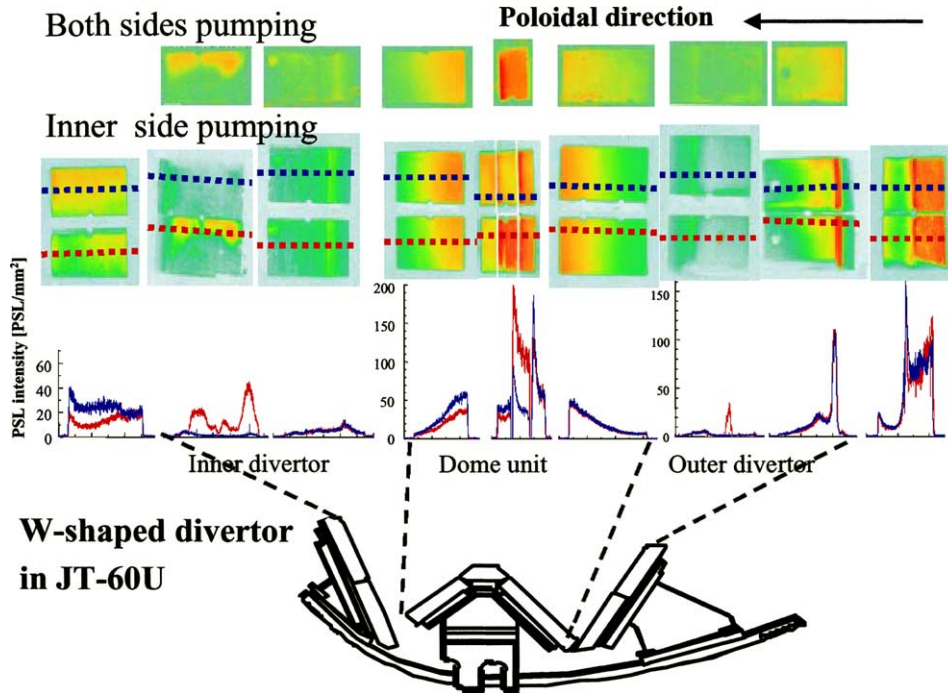 Both sides pumping
Poloidal direction
Inner side pumping
PSL intensity [PSL/mm²]
60
40
20
0
200
150
100
50
0
150
100
50
0
Inner divertor
Dome unit
Outer divertor
W-shaped divertor
in JT-60U